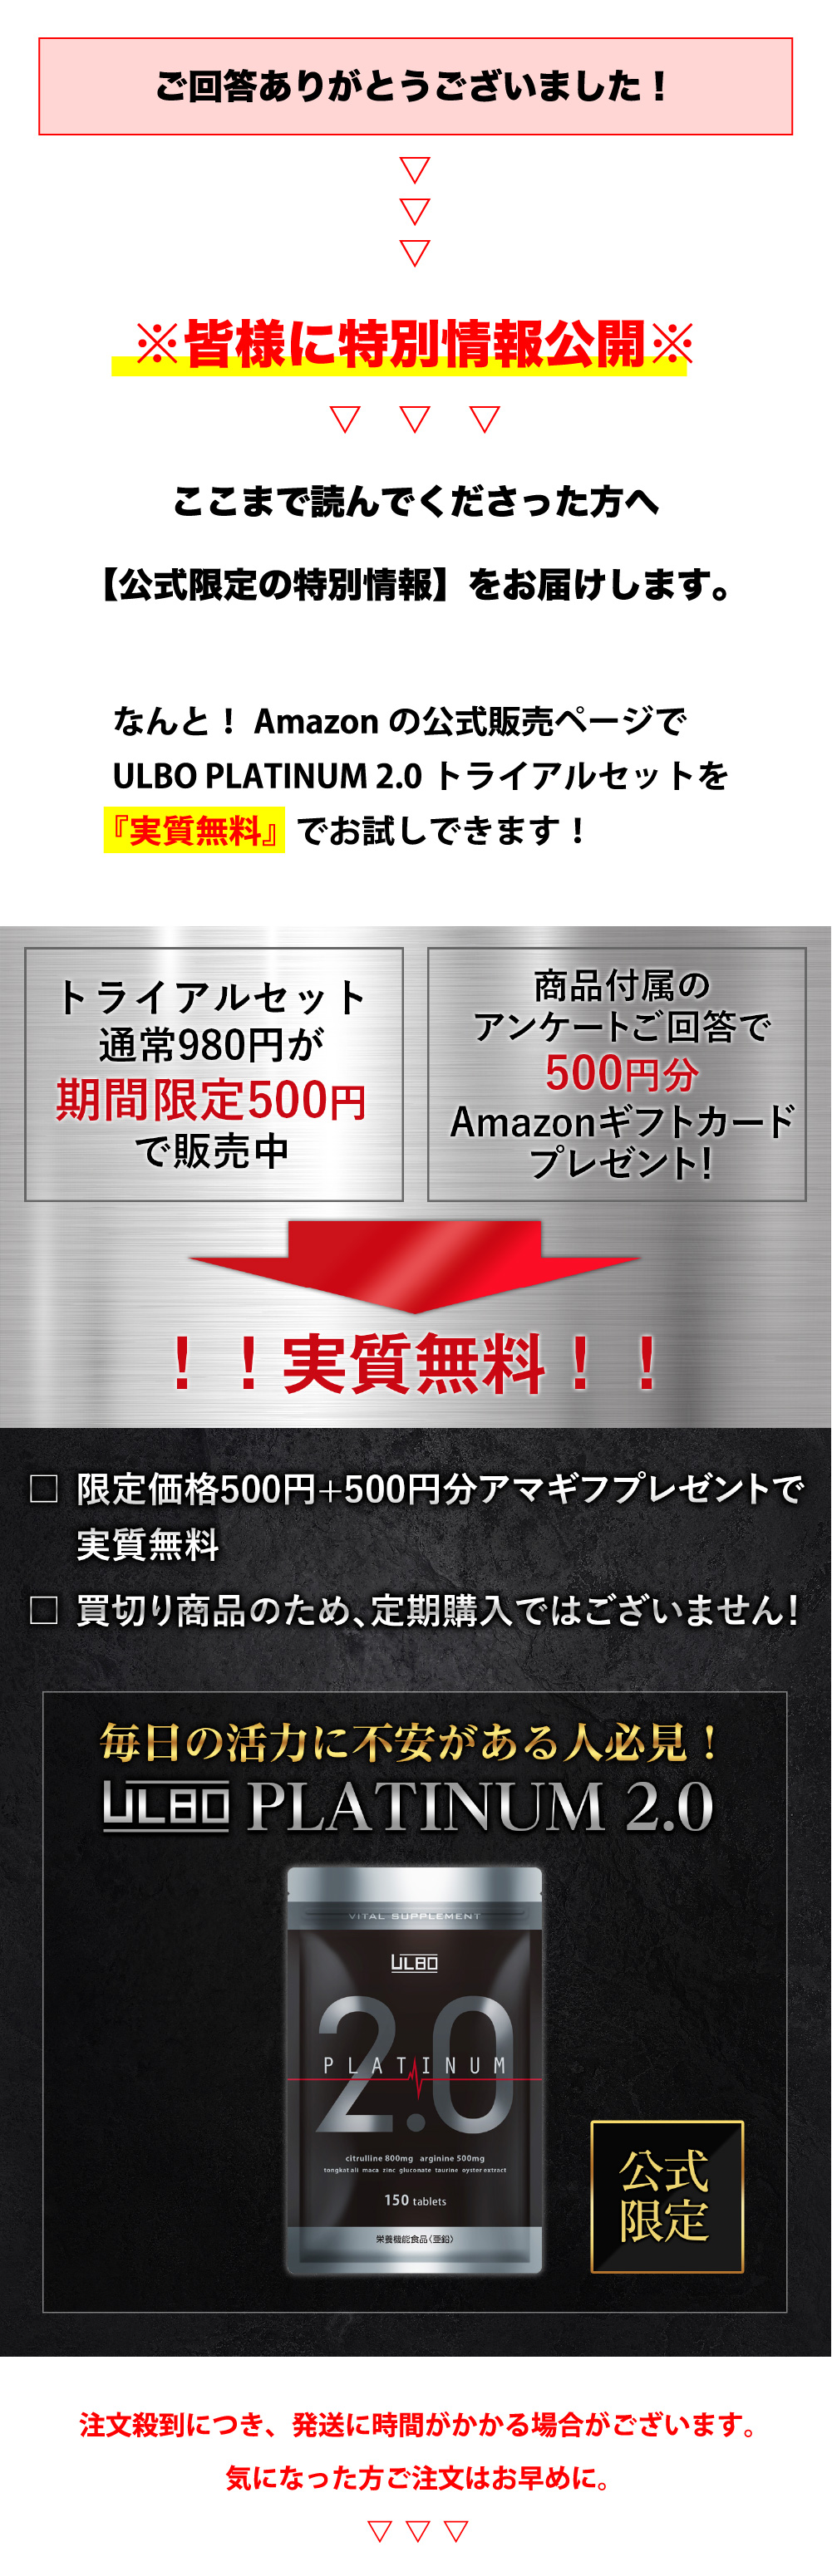 ご回答ありがとうございました！
※皆様に特別情報公開※
ここまで読んでくださった方へ
【公式限定の特別情報】をお届けします。
なんと！ Amazon の公式販売ページで
ULBO PLATINUM 2.0 トライアルセットを
『実質無料』でお試しできます！
トライアルセット
通常980円が
期間限定500円
で販売中
商品付属の
アンケートご回答で
500円分
Amazonギフトカード
プレゼント!
！！実質無料！！
□ 限定価格500円+500円分アマギフプレゼントで
実質無料
□ 買切り商品のため、定期購入ではございません!
毎日の活力に不安がある人必見！
ULBO PLATINUM 2.0
VITAL SUPPLEMENT
ULBO
2.0
PLATINUM
citrulline 800mg arginine 500mg
tongkat ali maca zinc gluconate taurine oyster extract
150 tablets
栄養機能食品〈亜鉛〉
公式
限定
注文殺到につき、発送に時間がかかる場合がございます。
気になった方ご注文はお早めに。